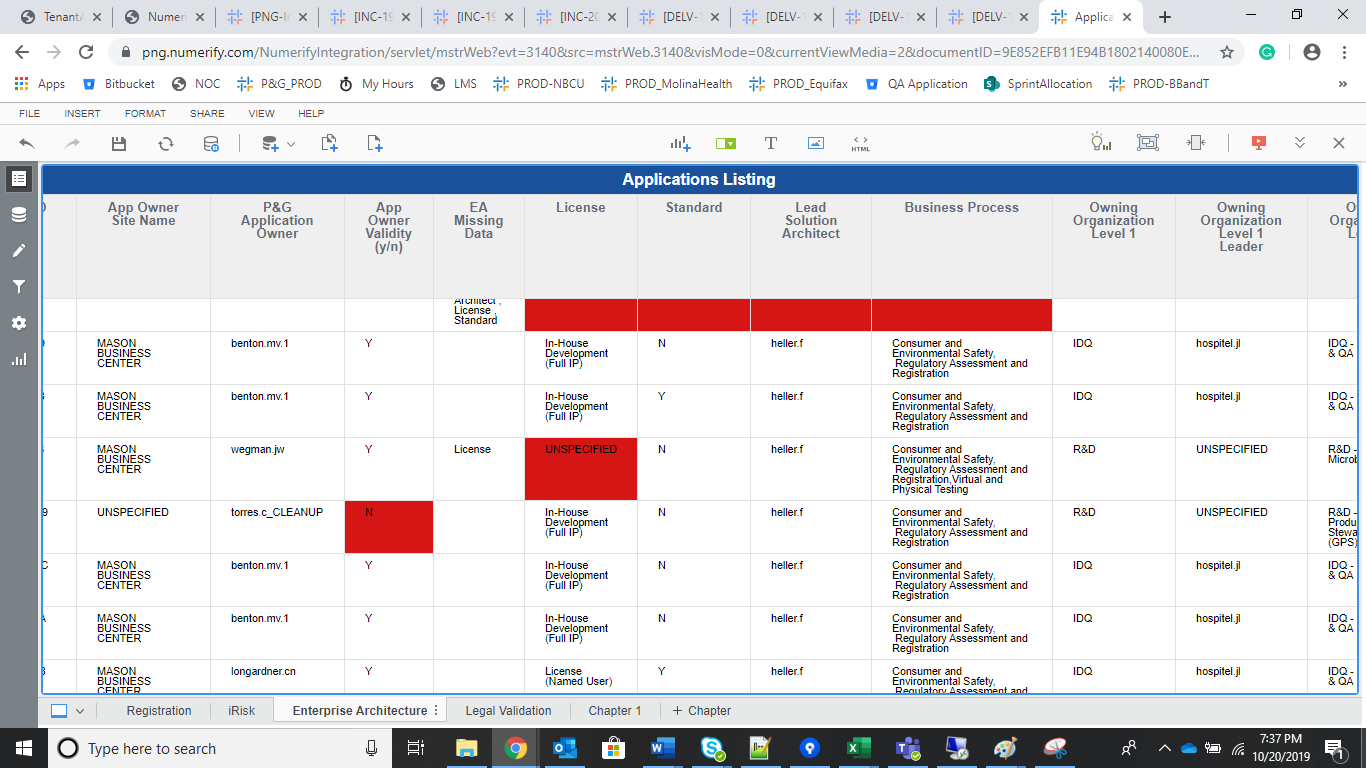 TenantA
Numeri
[PNG-I
[INC-19
[INC-19
[INC-20
[DELV-1
[DELV-1
[DELV-1
[DELV-1
Applica
png.numerify.com/NumerifyIntegration/servlet/mstrWeb?evt=3140&src=mstrWeb.3140&visMode=0&currentViewMedia=2&documentID=9E852EFB11E94B1802140080E...
Apps
Bitbucket
NOC
P&G_PROD
My Hours
LMS
PROD-NBCU
PROD_MolinaHealth
PROD_Equifax
QA Application
SprintAllocation
PROD-BBandT
»
FILE INSERT FORMAT SHARE VIEW HELP
HTML
Applications Listing
App Owner
Site Name
P&G
Application
Owner
App
Owner
Validity
(y/n)
EA
Missing
Data
License
Standard
Lead
Solution
Architect
Business Process
Owning
Organization
Level 1
Owning
Organization
Level 1
Leader
Architect ,
License ,
Standard
MASON
BUSINESS
CENTER
benton.mv.1
Y
In-House
Development
(Full IP)
N
heller.f
Consumer and
Environmental Safety,
Regulatory Assessment and
Registration
IDQ
hospitel.jl
IDQ -
& QA
MASON
BUSINESS
CENTER
benton.mv.1
Y
In-House
Development
(Full IP)
Y
heller.f
Consumer and
Environmental Safety,
Regulatory Assessment and
Registration
IDQ
hospitel.jl
IDQ -
& QA
MASON
BUSINESS
CENTER
wegman.jw
Y
License
UNSPECIFIED
N
heller.f
Consumer and
Environmental Safety,
Regulatory Assessment and
Registration,Virtual and
Physical Testing
R&D
UNSPECIFIED
R&D -
Microb
9
UNSPECIFIED
torres.c_CLEANUP
N
In-House
Development
(Full IP)
N
heller.f
Consumer and
Environmental Safety,
Regulatory Assessment and
Registration
R&D
UNSPECIFIED
R&D -
Produ
Stewa
(GPS)
C
MASON
BUSINESS
CENTER
benton.mv.1
Y
In-House
Development
(Full IP)
N
heller.f
Consumer and
Environmental Safety,
Regulatory Assessment and
Registration
IDQ
hospitel.jl
IDQ -
& QA
A
MASON
BUSINESS
CENTER
benton.mv.1
Y
In-House
Development
(Full IP)
N
heller.f
Consumer and
Environmental Safety,
Regulatory Assessment and
Registration
IDQ
hospitel.jl
IDQ -
& QA
MASON
BUSINESS
CENTER
longardner.cn
Y
License
(Named User)
Y
heller.f
Consumer and
Environmental Safety,
Regulatory Assessment and
IDQ
hospitel.jl
IDQ -
& QA
Registration
iRisk
Enterprise Architecture
Legal Validation
Chapter 1
+ Chapter
Type here to search
7:37 PM
10/20/2019
1